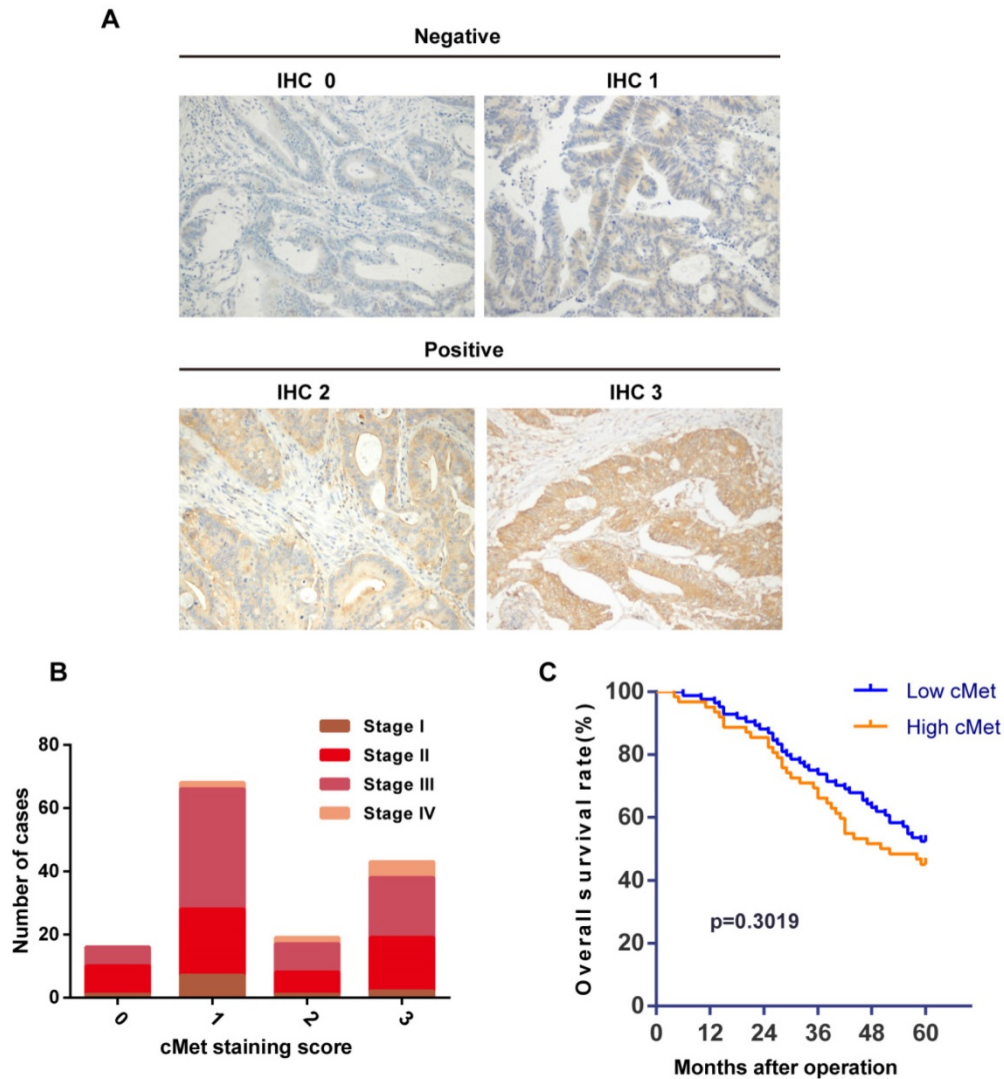 A
Negative
IHC 0
IHC 1
Positive
IHC 2
IHC 3
B
Stage I
Stage II
Stage III
Stage IV
Number of cases
80
60
40
20
0
0
1
2
3
cMet staining score
C
Low cMet
High cMet
Overall survival rate(%)
100
80
60
40
20
0
p=0.3019
0
12
24
36
48
60
Months after operation